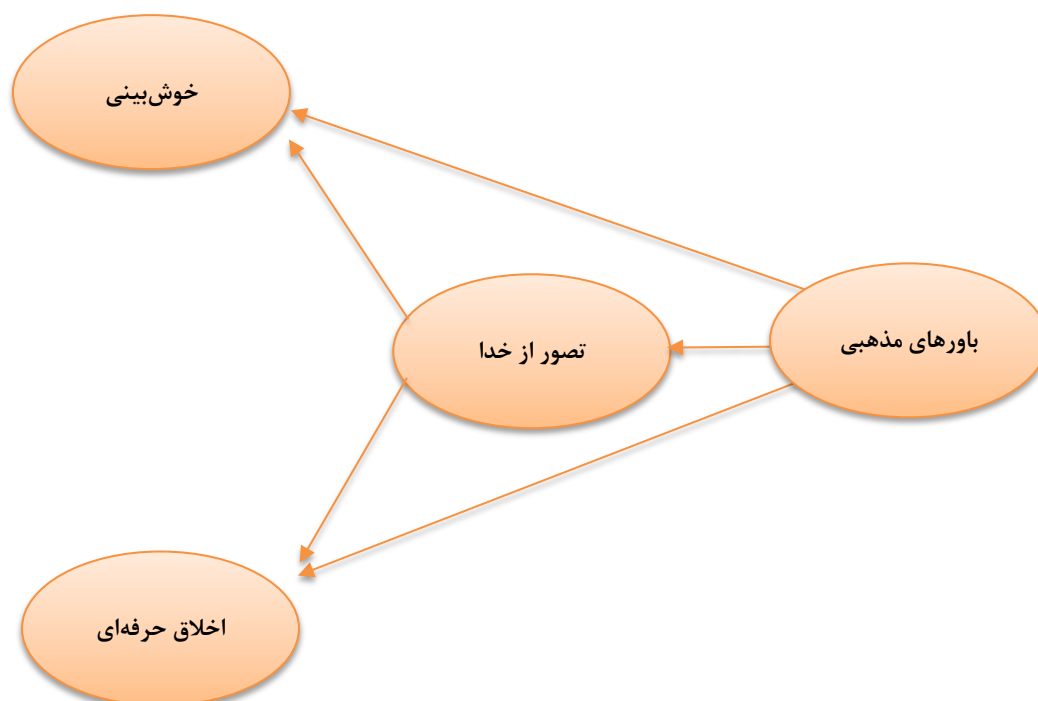 خوش‌بینی
باورهای مذهبی
تصور از خدا
اخلاق حرفه‌ای